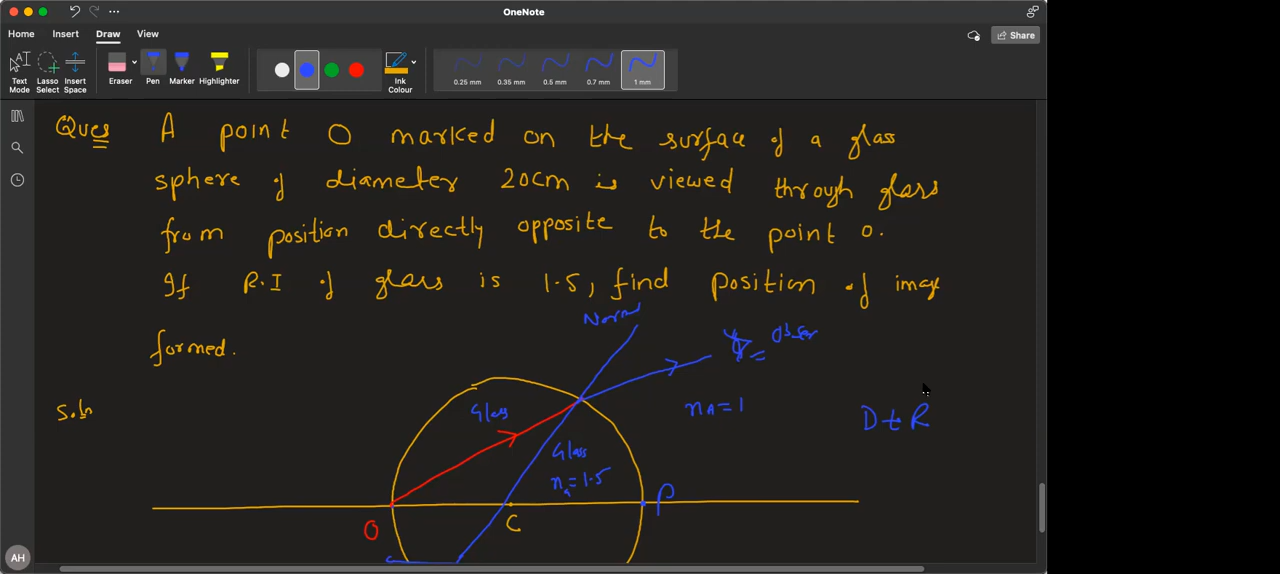 OneNote
Home Insert Draw View
Share
Text Mode
Lasso Select
Insert Space
Eraser
Pen
Marker
Highlighter
Ink Colour
0.25 mm
0.35 mm
0.5 mm
0.7 mm
1 mm
Ques A point O marked on the surface of a glass
sphere of diameter 20cm is viewed through glass
from position directly opposite to the point O.
If R.I of glass is 1.5, find position of image
formed.
Normal
Obser
Soln
Glass
nA = 1
D t R
Glass
ng = 1.5
P
O
C
AH